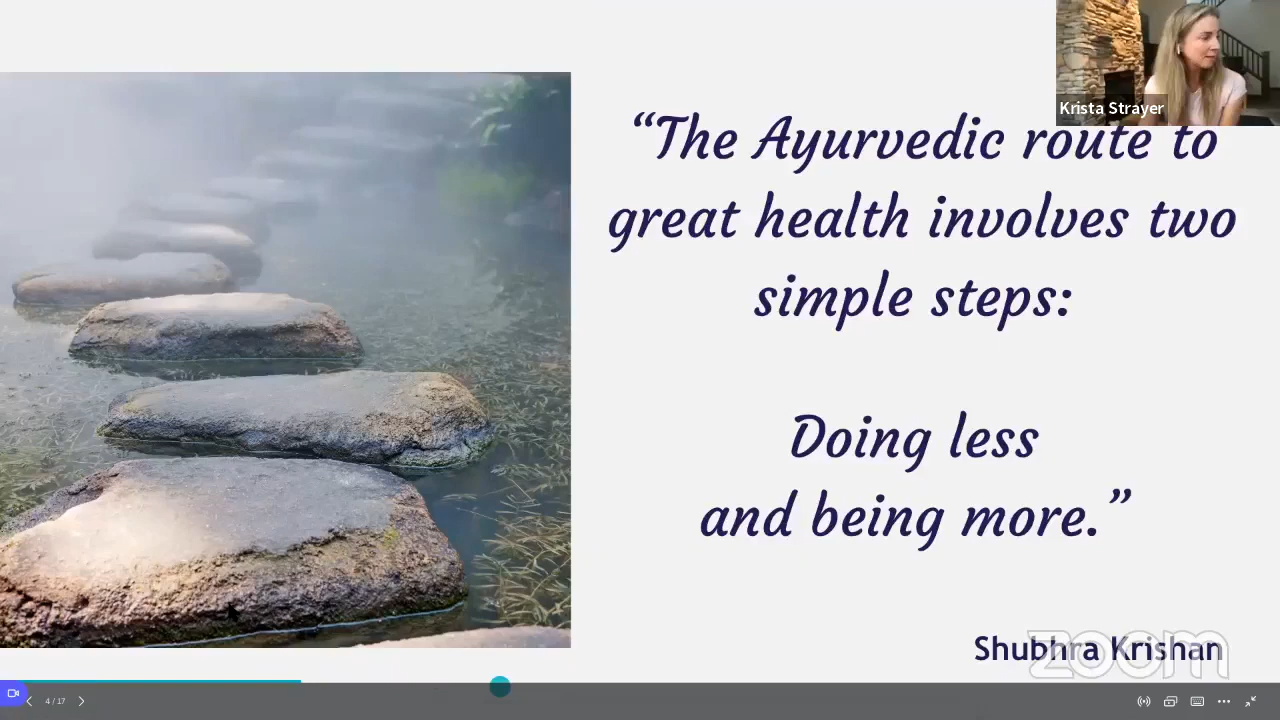 Krista Strayer
“The Ayurvedic route to
great health involves two
simple steps:
Doing less
and being more.”
Shubhra Krishan
zoom
4 / 17